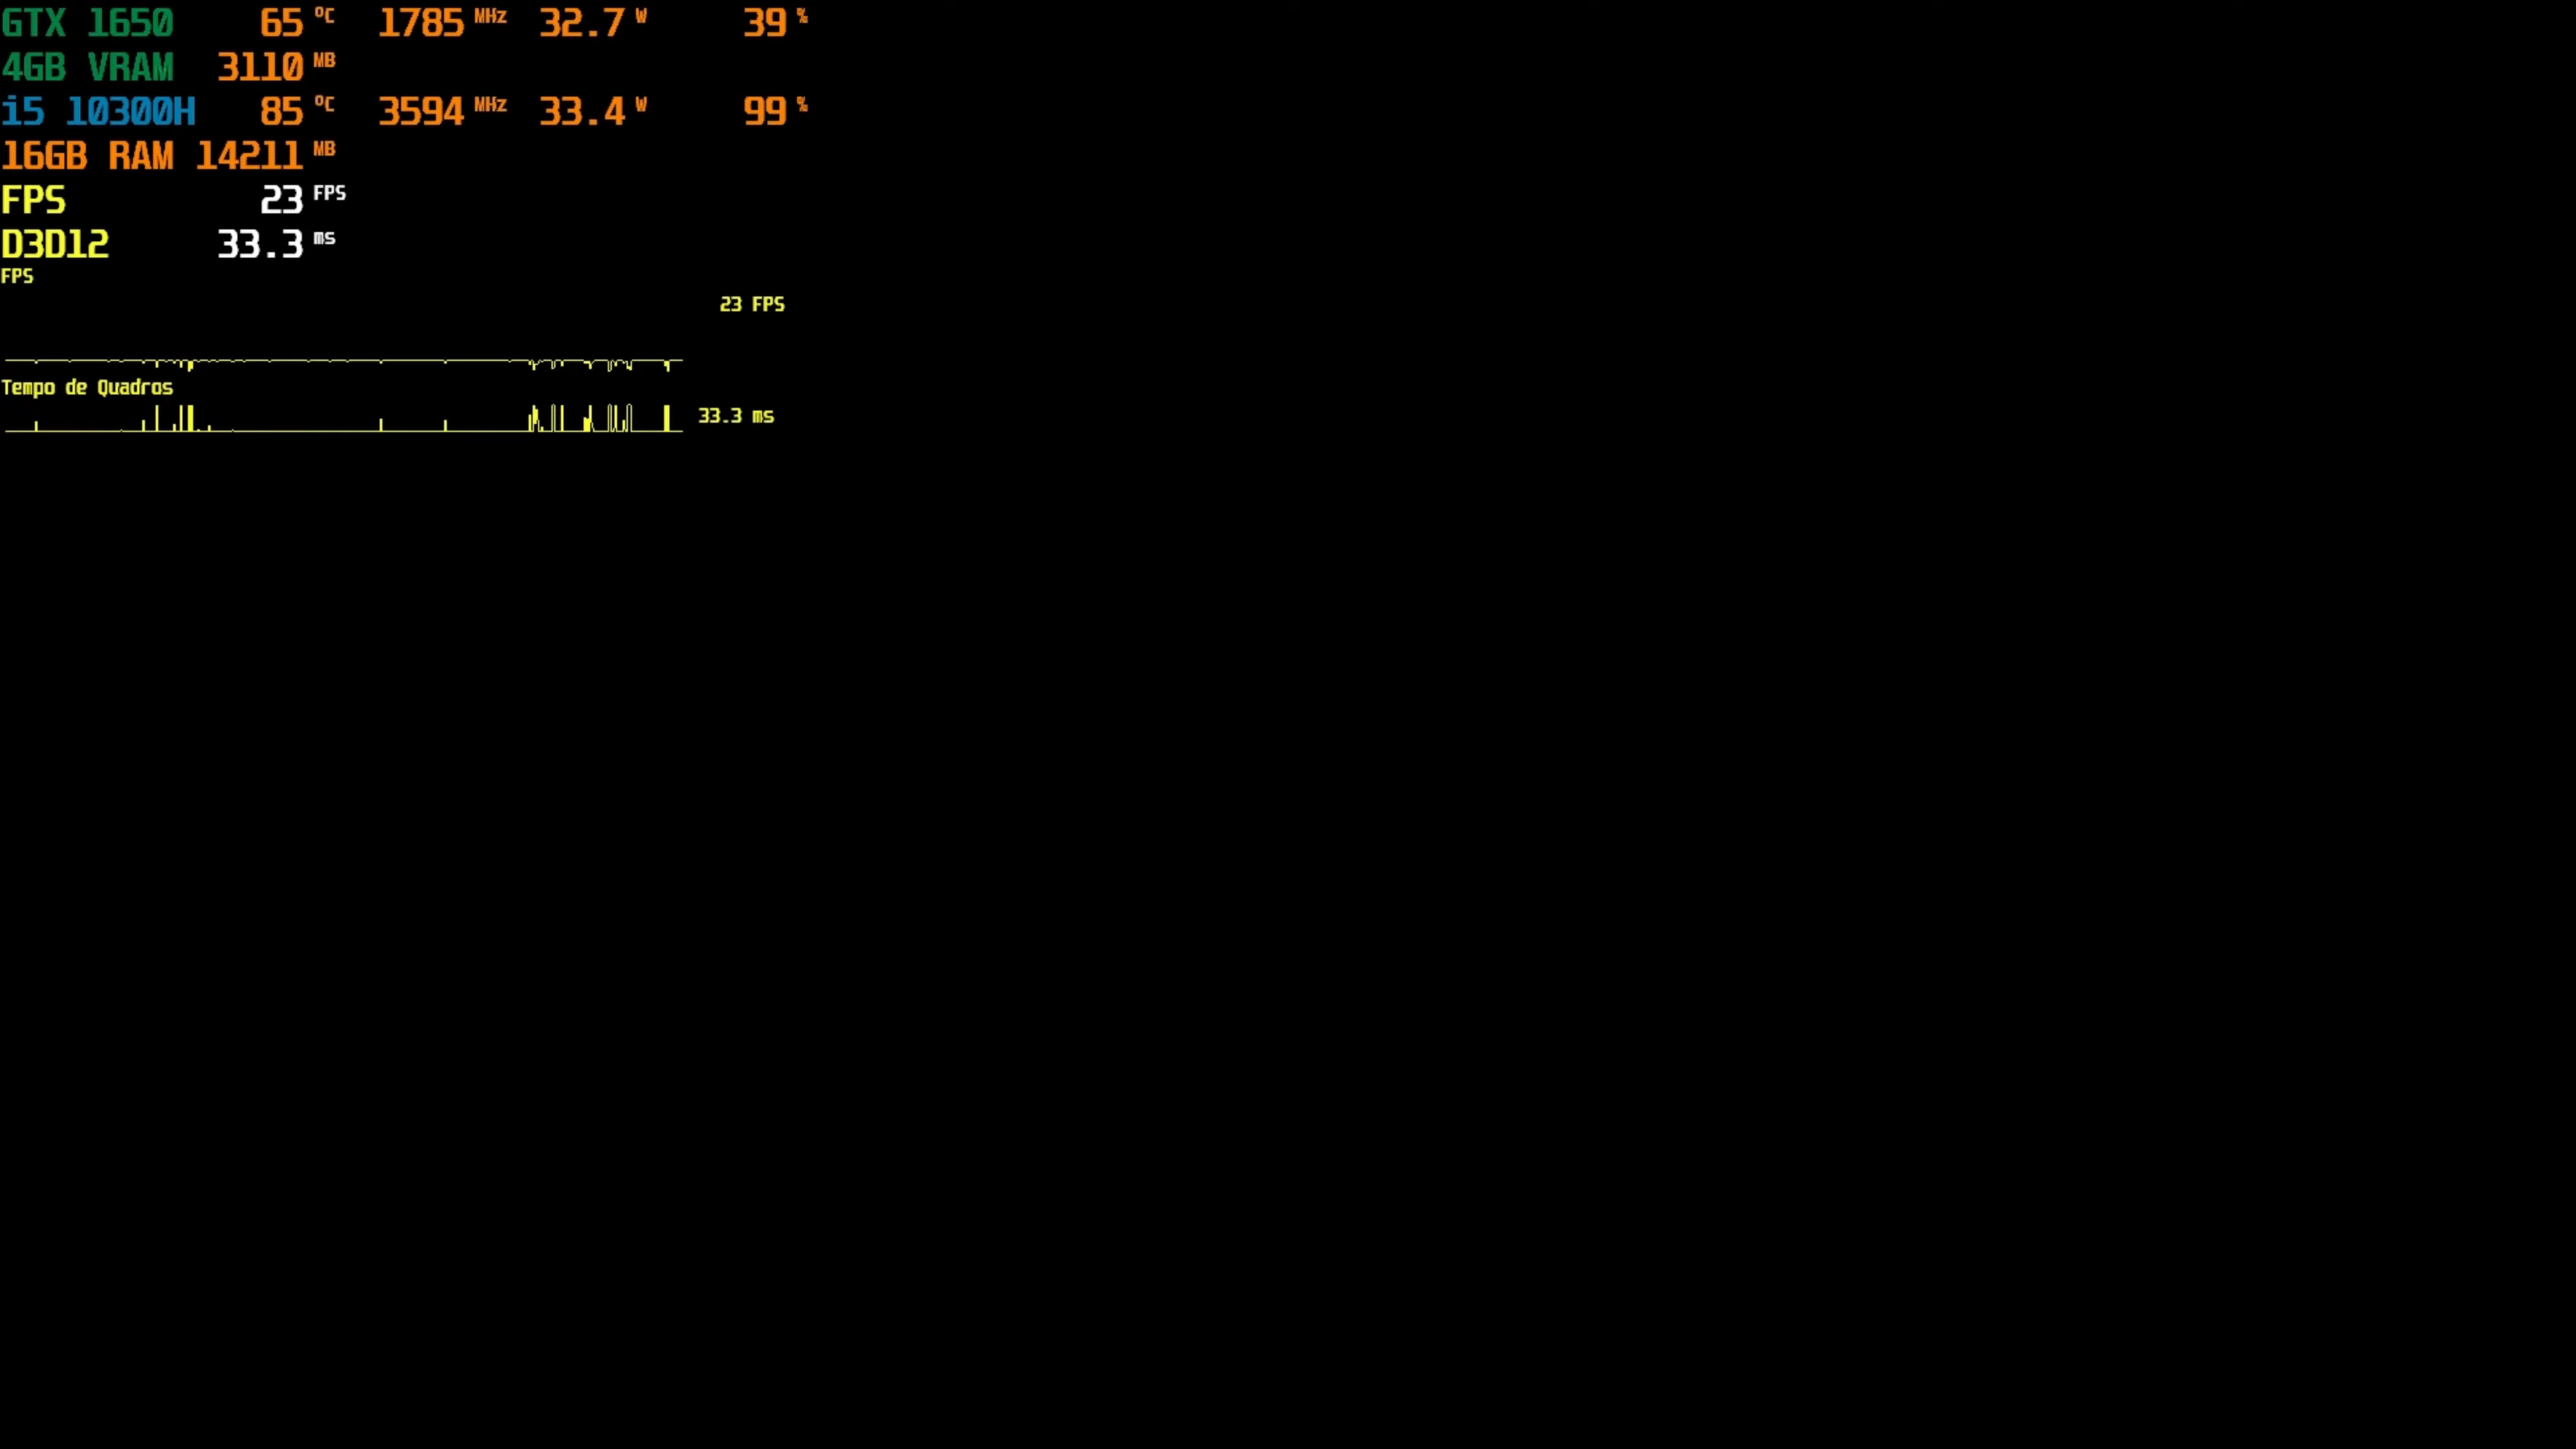 GTX 1650 65 °C 1785 MHz 32.7 W 39 %
4GB VRAM 3110 MB
i5 10300H 85 °C 3594 MHz 33.4 W 99 %
16GB RAM 14211 MB
FPS 23 FPS
D3D12 33.3 ms
FPS
23 FPS
Tempo de Quadros
33.3 ms